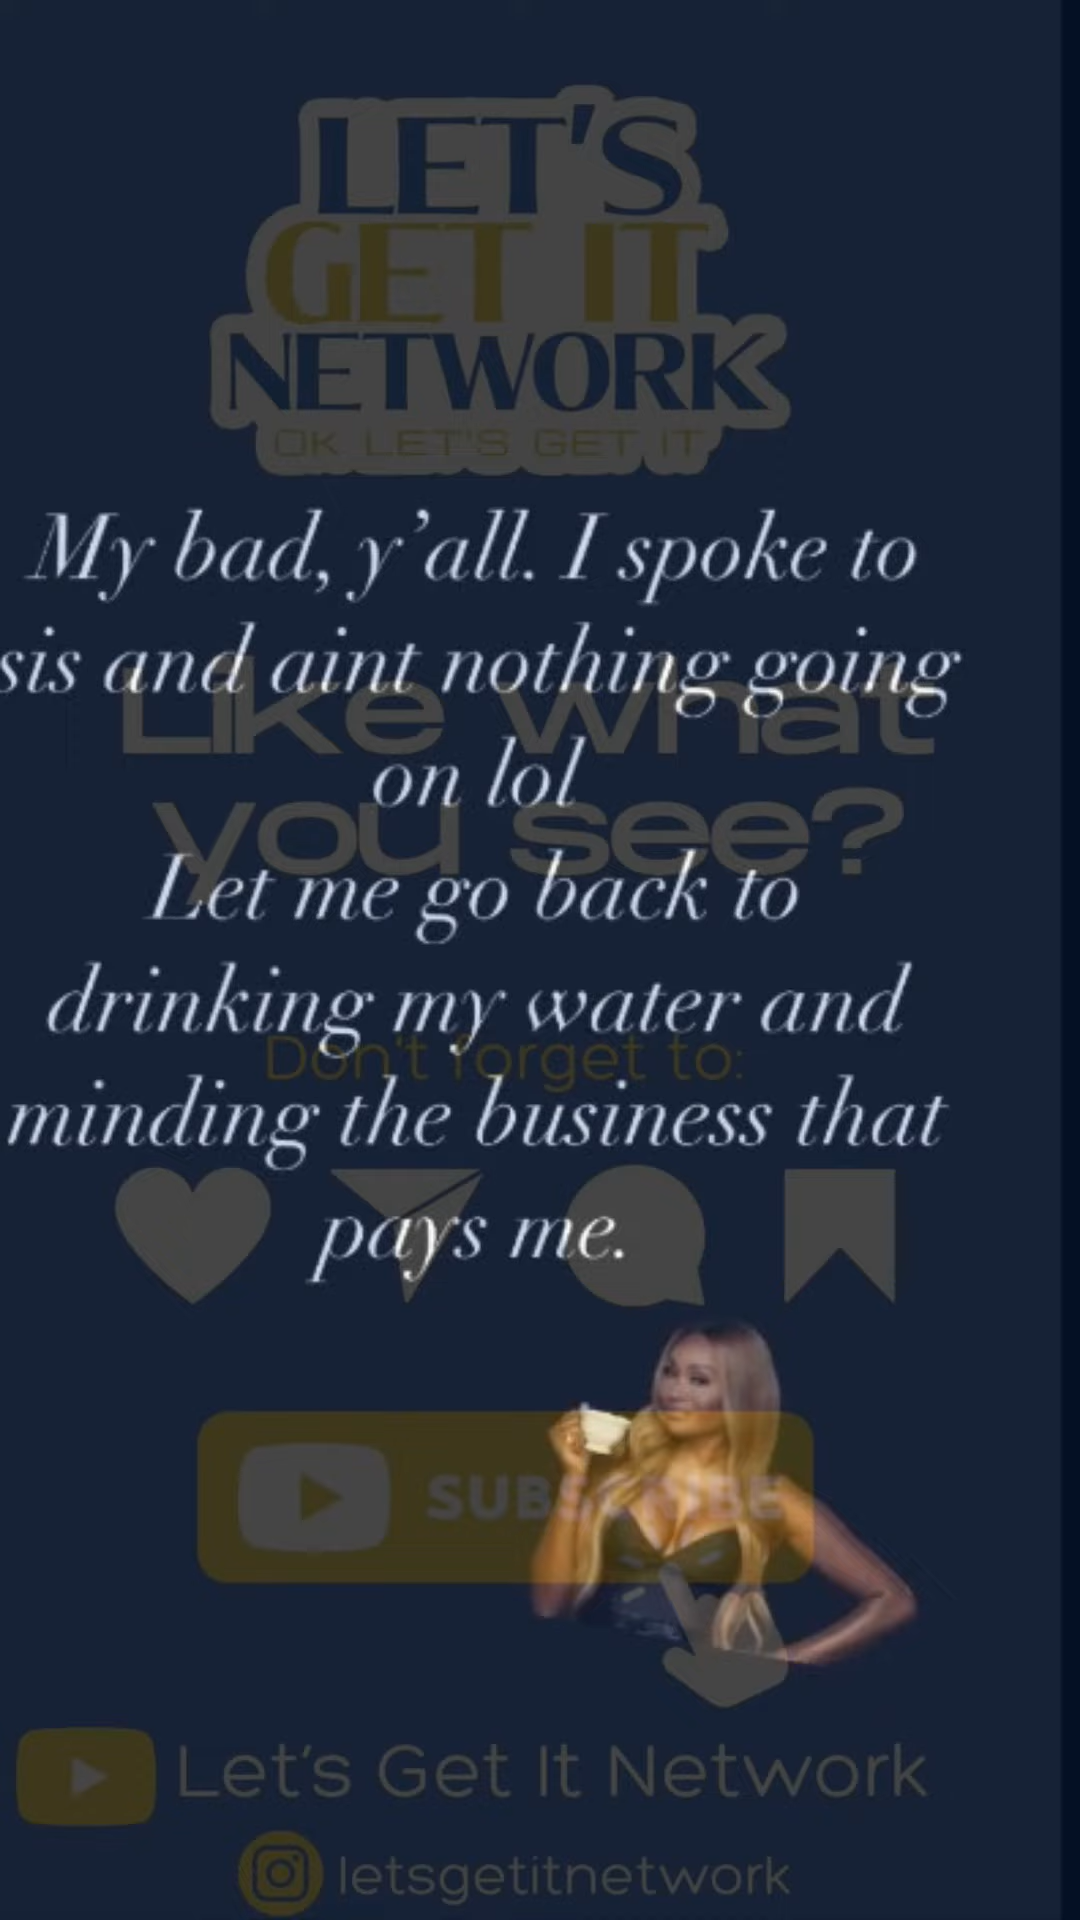 LET'S
GET IT
NETWORK
OK LET'S GET IT
My bad, y’all. I spoke to
sis and aint nothing going
on lol
Like what
you see?
Let me go back to
drinking my water and
Don't forget to:
minding the business that
pays me.
SUBSCRIBE
Let's Get It Network
letsgetitnetwork